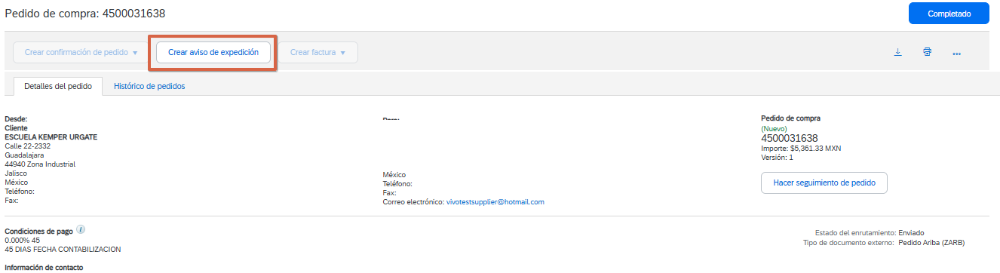 Pedido de compra: 4500031638
Completado
Crear confirmación de pedido
Crear aviso de expedición
Crear factura
Detalles del pedido
Histórico de pedidos
Desde:
Cliente
ESCUELA KEMPER URGATE
Calle 22-2332
Guadalajara
44940 Zona Industrial
Jalisco
México
Teléfono:
Fax:
México
Teléfono:
Fax:
Correo electrónico: vivotestsupplier@hotmail.com
Pedido de compra
(Nuevo)
4500031638
Importe: $5,361.33 MXN
Versión: 1
Hacer seguimiento de pedido
Condiciones de pago
0.000% 45
45 DIAS FECHA CONTABILIZACION
Estado del enrutamiento: Enviado
Tipo de documento externo: Pedido Ariba (ZARB)
Información de contacto